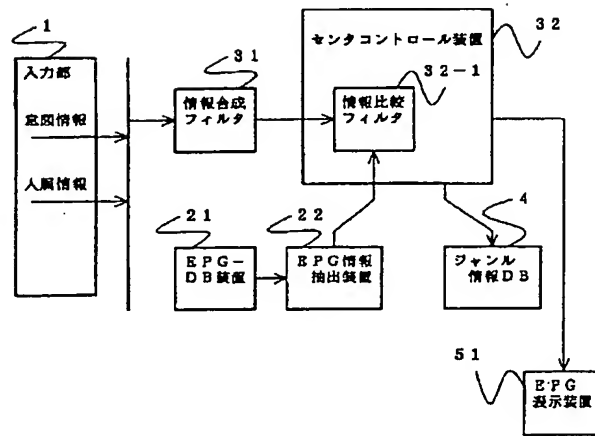 1
入力部
意図情報
人脈情報
31
情報合成
フィルタ
センタコントロール装置
32
32-1
情報比較
フィルタ
21
EPG-
DB装置
22
EPG情報
抽出装置
4
ジャンル
情報DB
51
EPG
表示装置